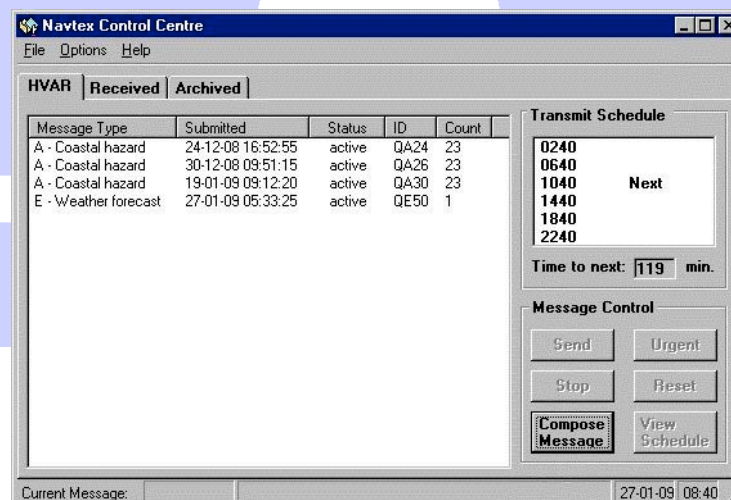 Navtex Control Centre
File Options Help
HVAR Received Archived
Message Type Submitted Status ID Count
A - Coastal hazard 24-12-08 16:52:55 active QA24 23
A - Coastal hazard 30-12-08 09:51:15 active QA26 23
A - Coastal hazard 19-01-09 09:12:20 active QA30 23
E - Weather forecast 27-01-09 05:33:25 active QE50 1
Transmit Schedule
0240
0640
1040 Next
1440
1840
2240
Time to next: 119 min.
Message Control
Send Urgent
Stop Reset
Compose Message
View Schedule
Current Message: 27-01-09 08:40